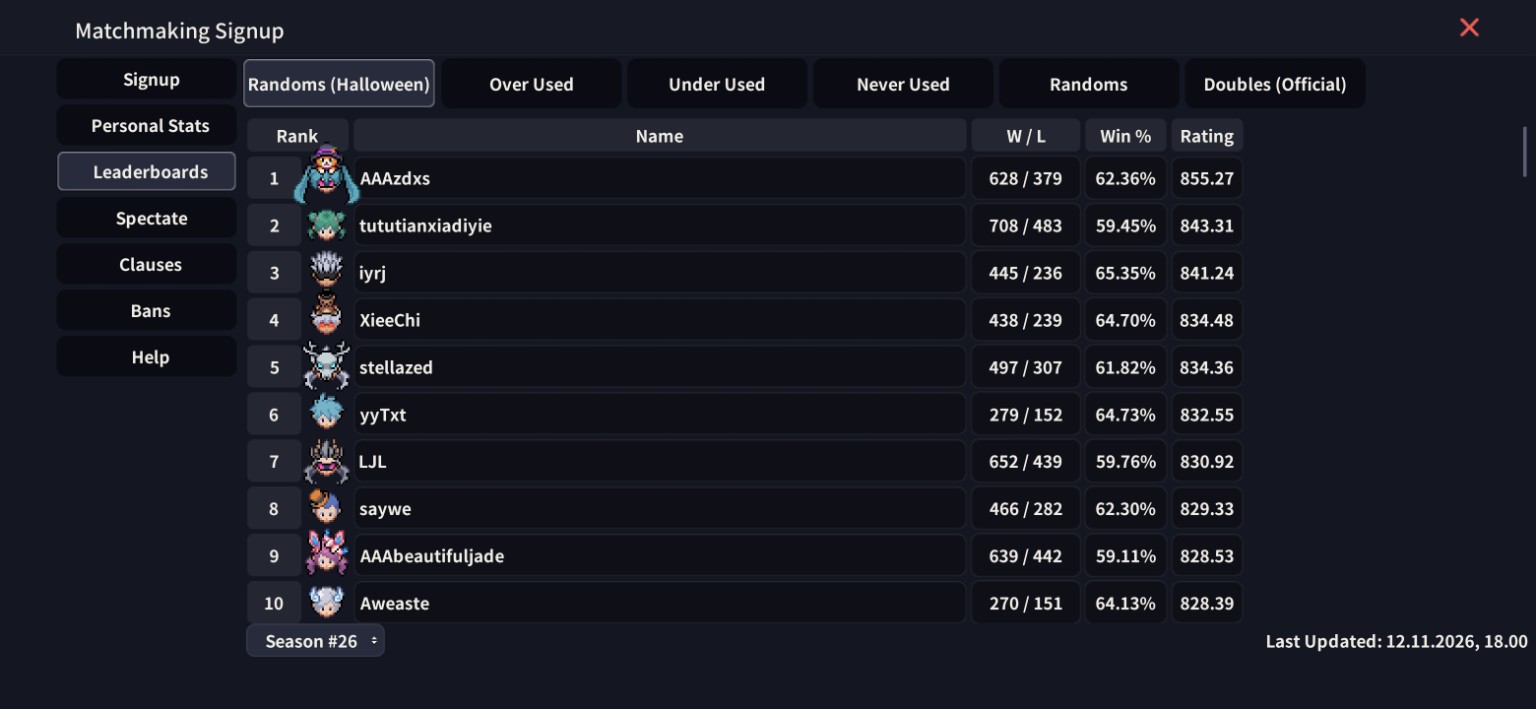 Matchmaking Signup
Signup
Personal Stats
Leaderboards
Spectate
Clauses
Bans
Help
Randoms (Halloween) Over Used Under Used Never Used Randoms Doubles (Official)
Rank Name W / L Win % Rating
1 AAAzdxs 628 / 379 62.36% 855.27
2 tututianxiadiyie 708 / 483 59.45% 843.31
3 iyrj 445 / 236 65.35% 841.24
4 XieeChi 438 / 239 64.70% 834.48
5 stellazed 497 / 307 61.82% 834.36
6 yyTxt 279 / 152 64.73% 832.55
7 LJL 652 / 439 59.76% 830.92
8 saywe 466 / 282 62.30% 829.33
9 AAAbeautifuljade 639 / 442 59.11% 828.53
10 Aweaste 270 / 151 64.13% 828.39
Season #26
Last Updated: 12.11.2026, 18.00